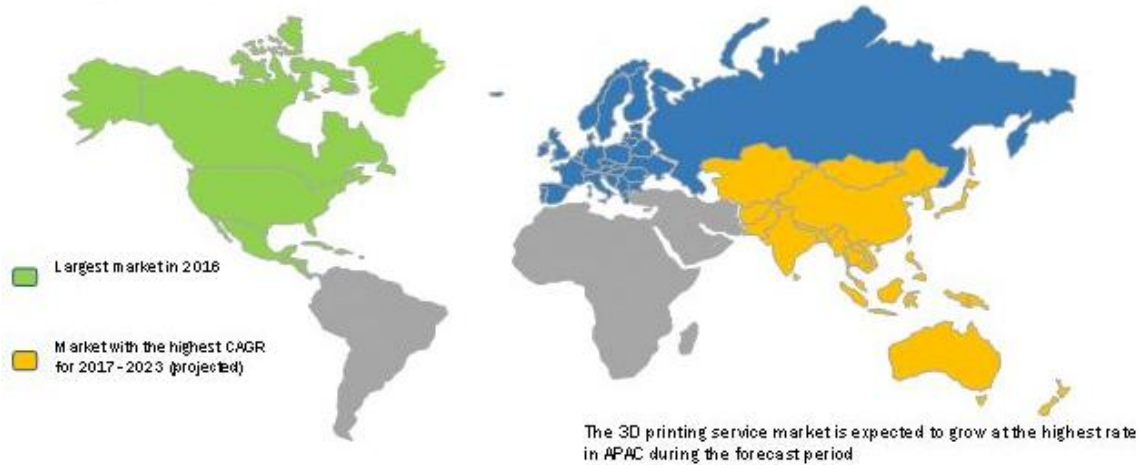 Largest market in 2016
Market with the highest CAGR
for 2017-2023 (projected)
The 3D printing service market is expected to grow at the highest rate
in APAC during the forecast period